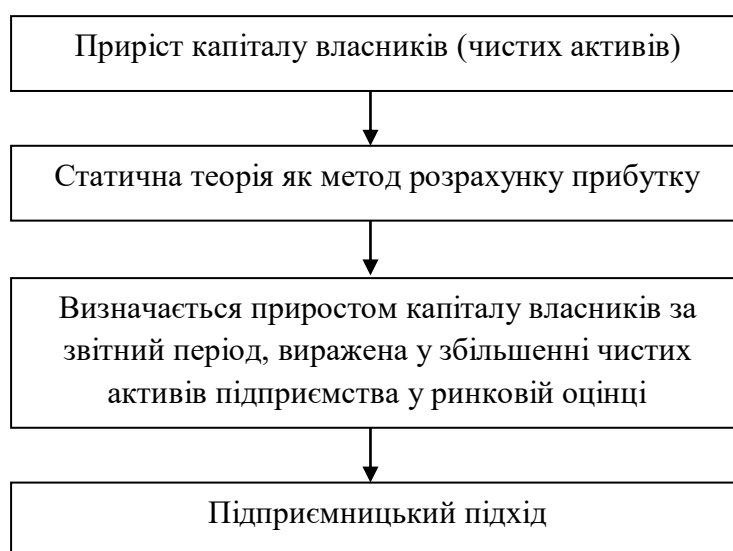 Приріст капіталу власників (чистих активів)
Статична теорія як метод розрахунку прибутку
Визначається приростом капіталу власників за
звітний період, виражена у збільшенні чистих
активів підприємства у ринковій оцінці
Підприємницький підхід